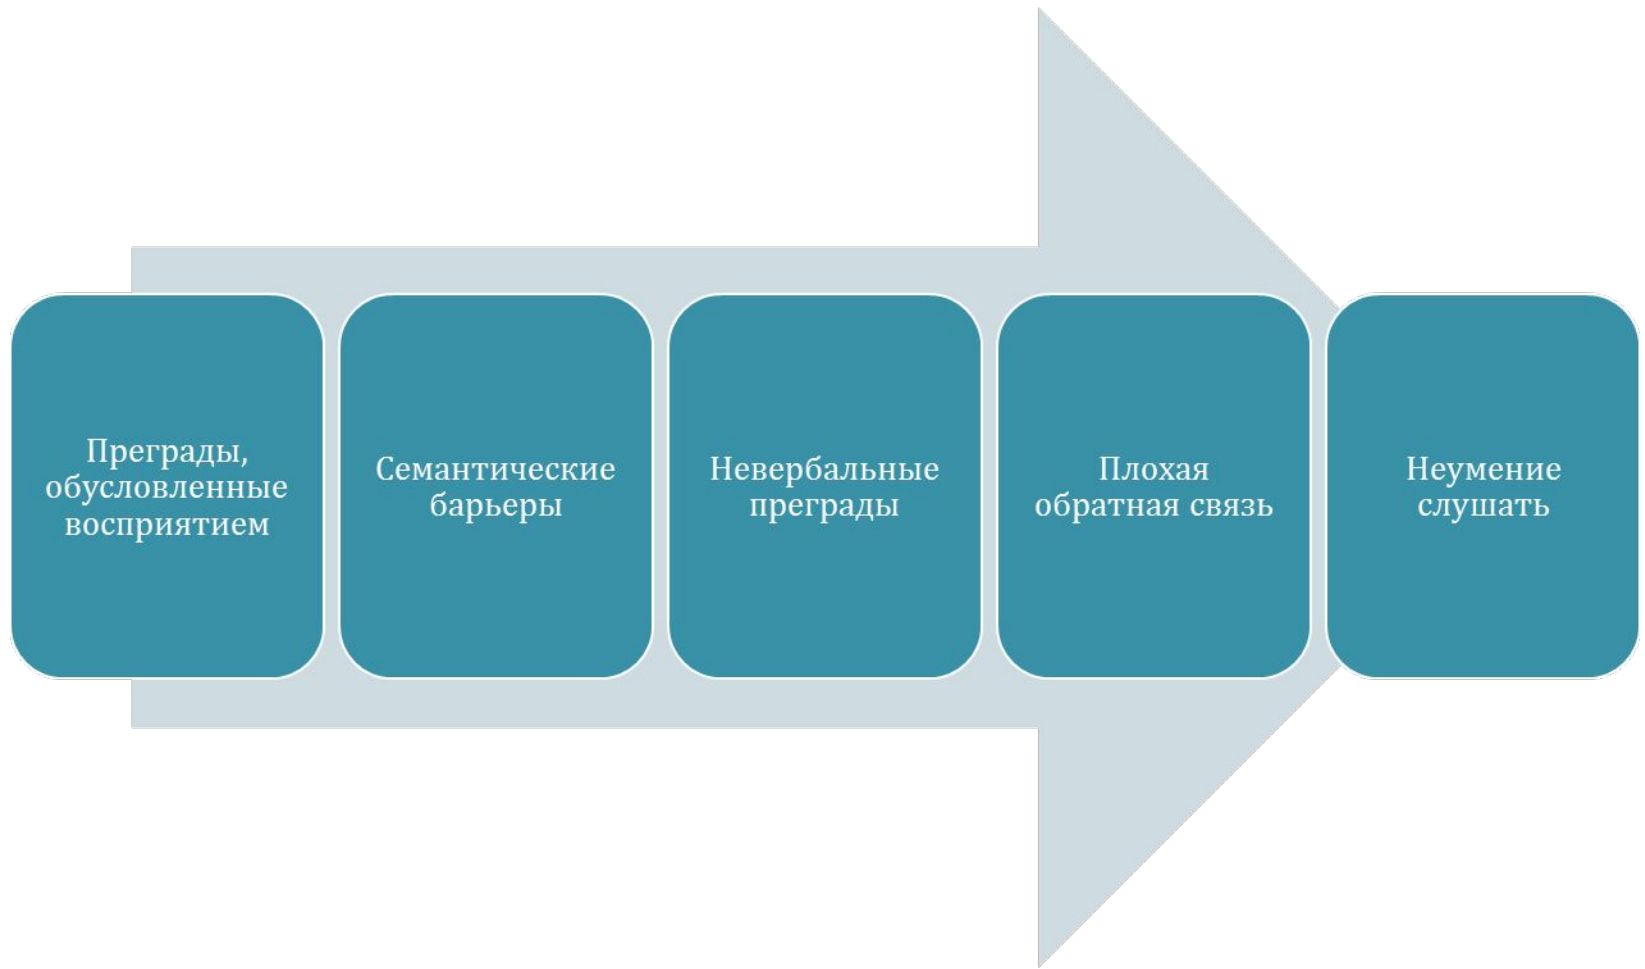 Преграды,
обусловленные
восприятием
Семантические
барьеры
Невербальные
преграды
Плохая
обратная связь
Неумение
слушать